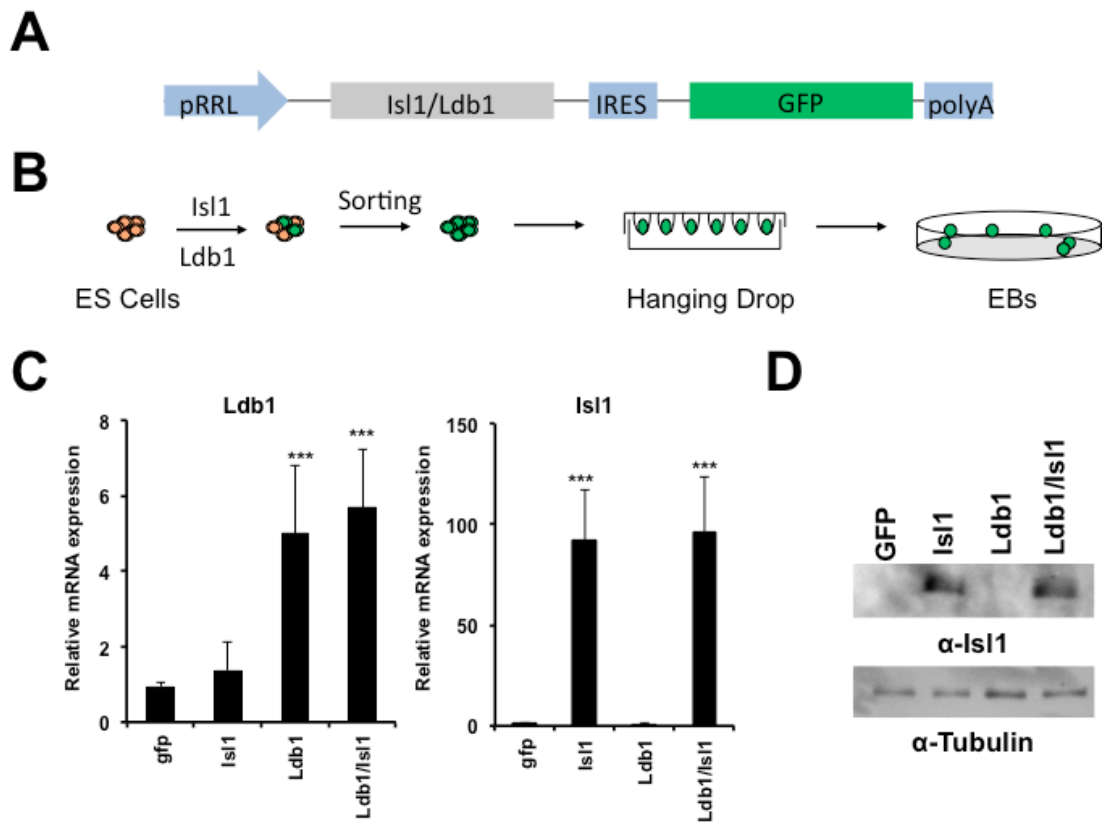 A
pRRL Isl1/Ldb1 IRES GFP polyA
B
Isl1
Ldb1
Sorting
ES Cells
Hanging Drop
EBs
C
Ldb1
Relative mRNA expression
8
6
4
2
0
***
***
gfp
Isl1
Ldb1
Ldb1/Isl1
Isl1
Relative mRNA expression
150
100
50
0
***
***
gfp
Isl1
Ldb1
Ldb1/Isl1
D
GFP
Isl1
Ldb1
Ldb1/Isl1
α-Isl1
α-Tubulin